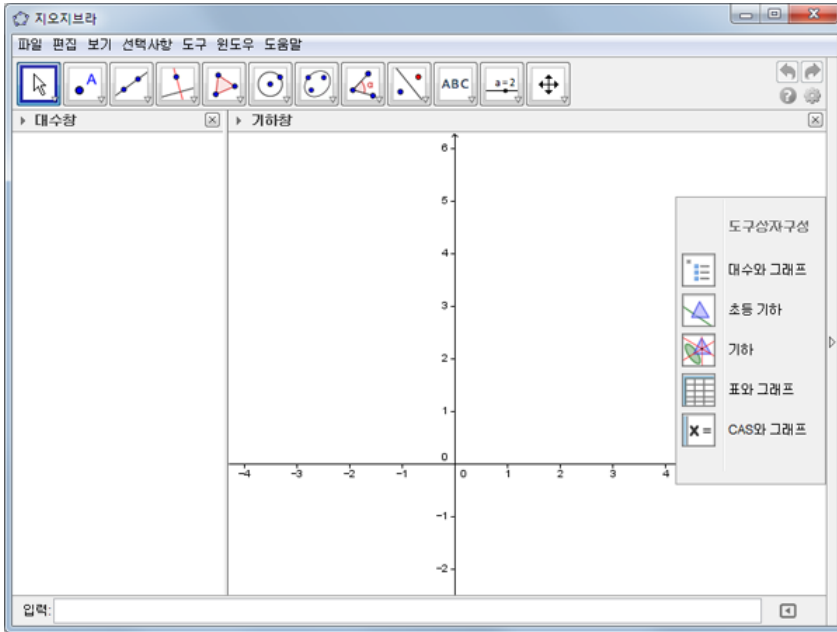 지오지브라
파일 편집 보기 선택사항 도구 윈도우 도움말
A
α
ABC
a=2
대수창
기하창
6
5
4
3
2
1
0
-4 -3 -2 -1 0 1 2 3 4
-1
-2
도구상자구성
대수와 그래프
초등 기하
기하
표와 그래프
x =
CAS와 그래프
입력: